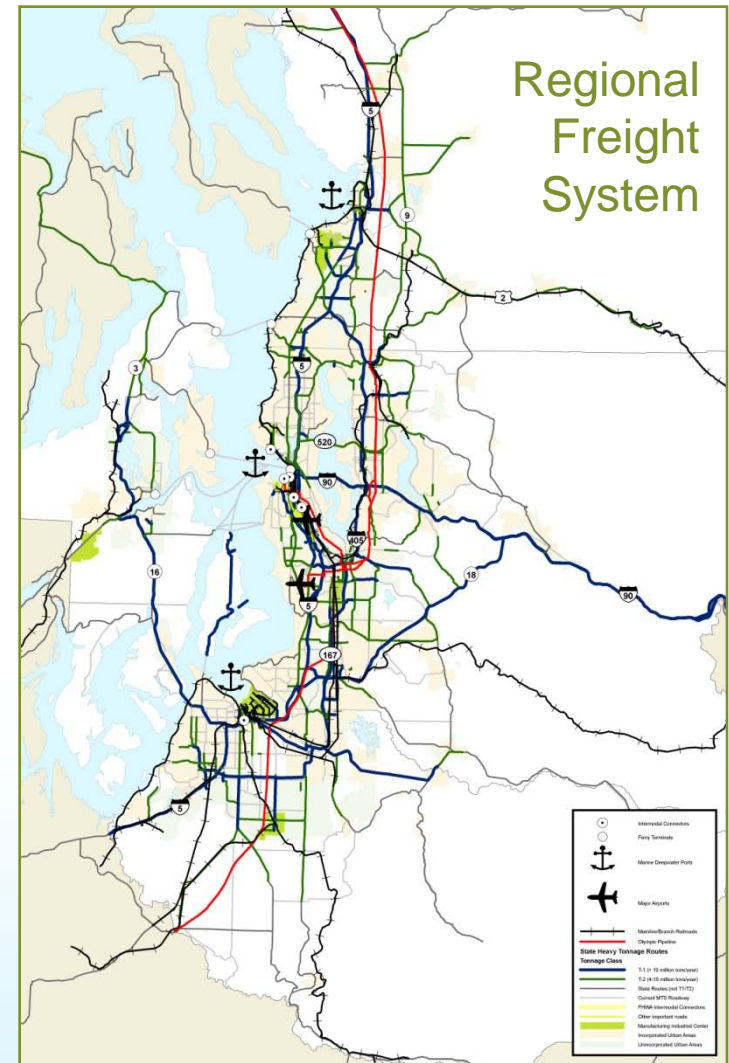 Regional
Freight
System
5
9
2
3
5
520
90
405
16
18
5
90
167
5
Intermodal Connectors
Ferry Terminals
Marine Deepwater Ports
Major Airports
Mainline/Branch Railroads
Olympic Pipeline
State Heavy Tonnage Routes
Tonnage Class
T-1 (> 10 million tons/year)
T-2 (4-10 million tons/year)
State Routes (not T1/T2)
Current MTS Roadway
FHWA Intermodal Connectors
Other important roads
Manufacturing Industrial Center
Incorporated Urban Areas
Unincorporated Urban Areas